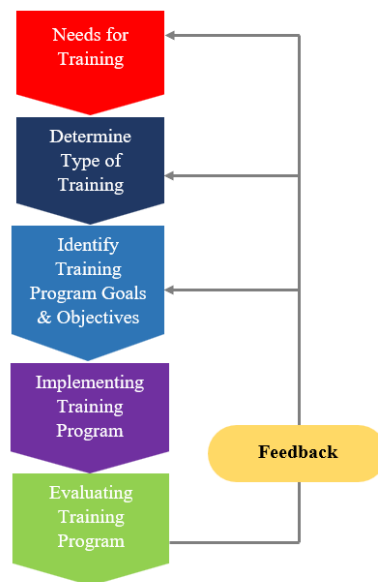 Needs for
Training
Determine
Type of
Training
Identify
Training
Program Goals
& Objectives
Implementing
Training
Program
Feedback
Evaluating
Training
Program